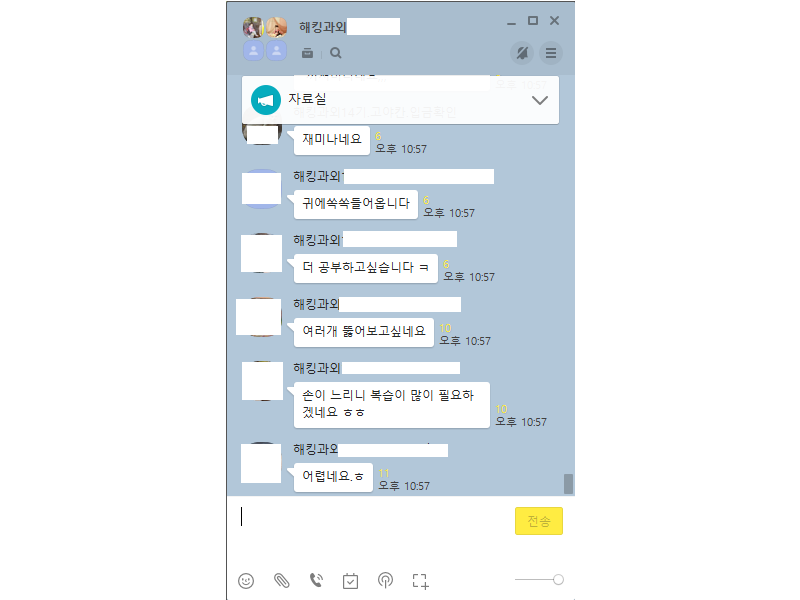 해킹과외
자료실
재미나네요
6
오후 10:57
해킹과외
귀에쏙쏙들어옵니다
6
오후 10:57
해킹과외
더 공부하고싶습니다 ㅋ
6
오후 10:57
해킹과외
여러개 뚫어보고싶네요
10
오후 10:57
해킹과외
손이 느리니 복습이 많이 필요하
겠네요 ㅎㅎ
10
오후 10:57
해킹과외
어렵네요.ㅎ
11
오후 10:57
전송